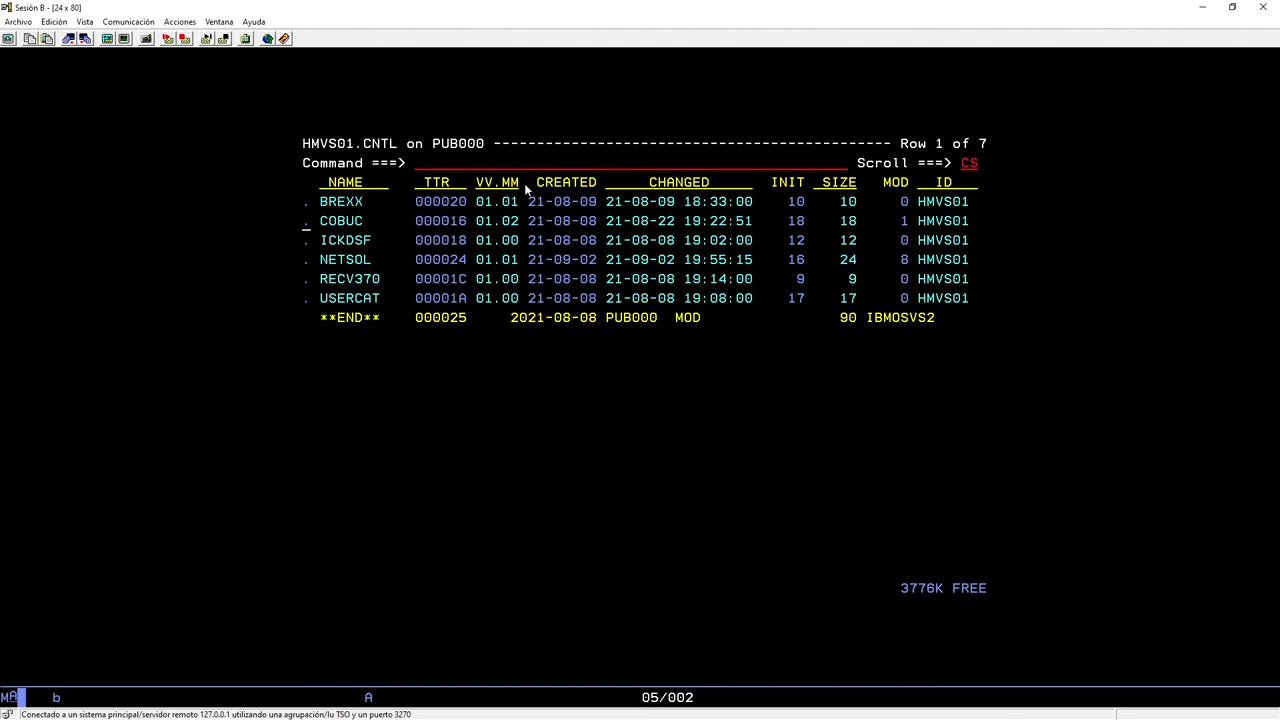 Sesión B - [24 x 80]
Archivo Edición Vista Comunicación Acciones Ventana Ayuda
HMVS01.CNTL on PUB000 ---------------------------------------------- Row 1 of 7
Command ===> Scroll ===> CS
NAME TTR VV.MM CREATED CHANGED INIT SIZE MOD ID
. BREXX 000020 01.01 21-08-09 21-08-09 18:33:00 10 10 0 HMVS01
. COBUC 000016 01.02 21-08-08 21-08-22 19:22:51 18 18 1 HMVS01
. ICKDSF 000018 01.00 21-08-08 21-08-08 19:02:00 12 12 0 HMVS01
. NETSOL 000024 01.01 21-09-02 21-09-02 19:55:15 16 24 8 HMVS01
. RECV370 00001C 01.00 21-08-08 21-08-08 19:14:00 9 9 0 HMVS01
. USERCAT 00001A 01.00 21-08-08 21-08-08 19:08:00 17 17 0 HMVS01
**END** 000025 2021-08-08 PUB000 MOD 90 IBMOSVS2
3776K FREE
MA b A 05/002
Conectado a un sistema principal/servidor remoto 127.0.0.1 utilizando una agrupación/lu TSO y un puerto 3270